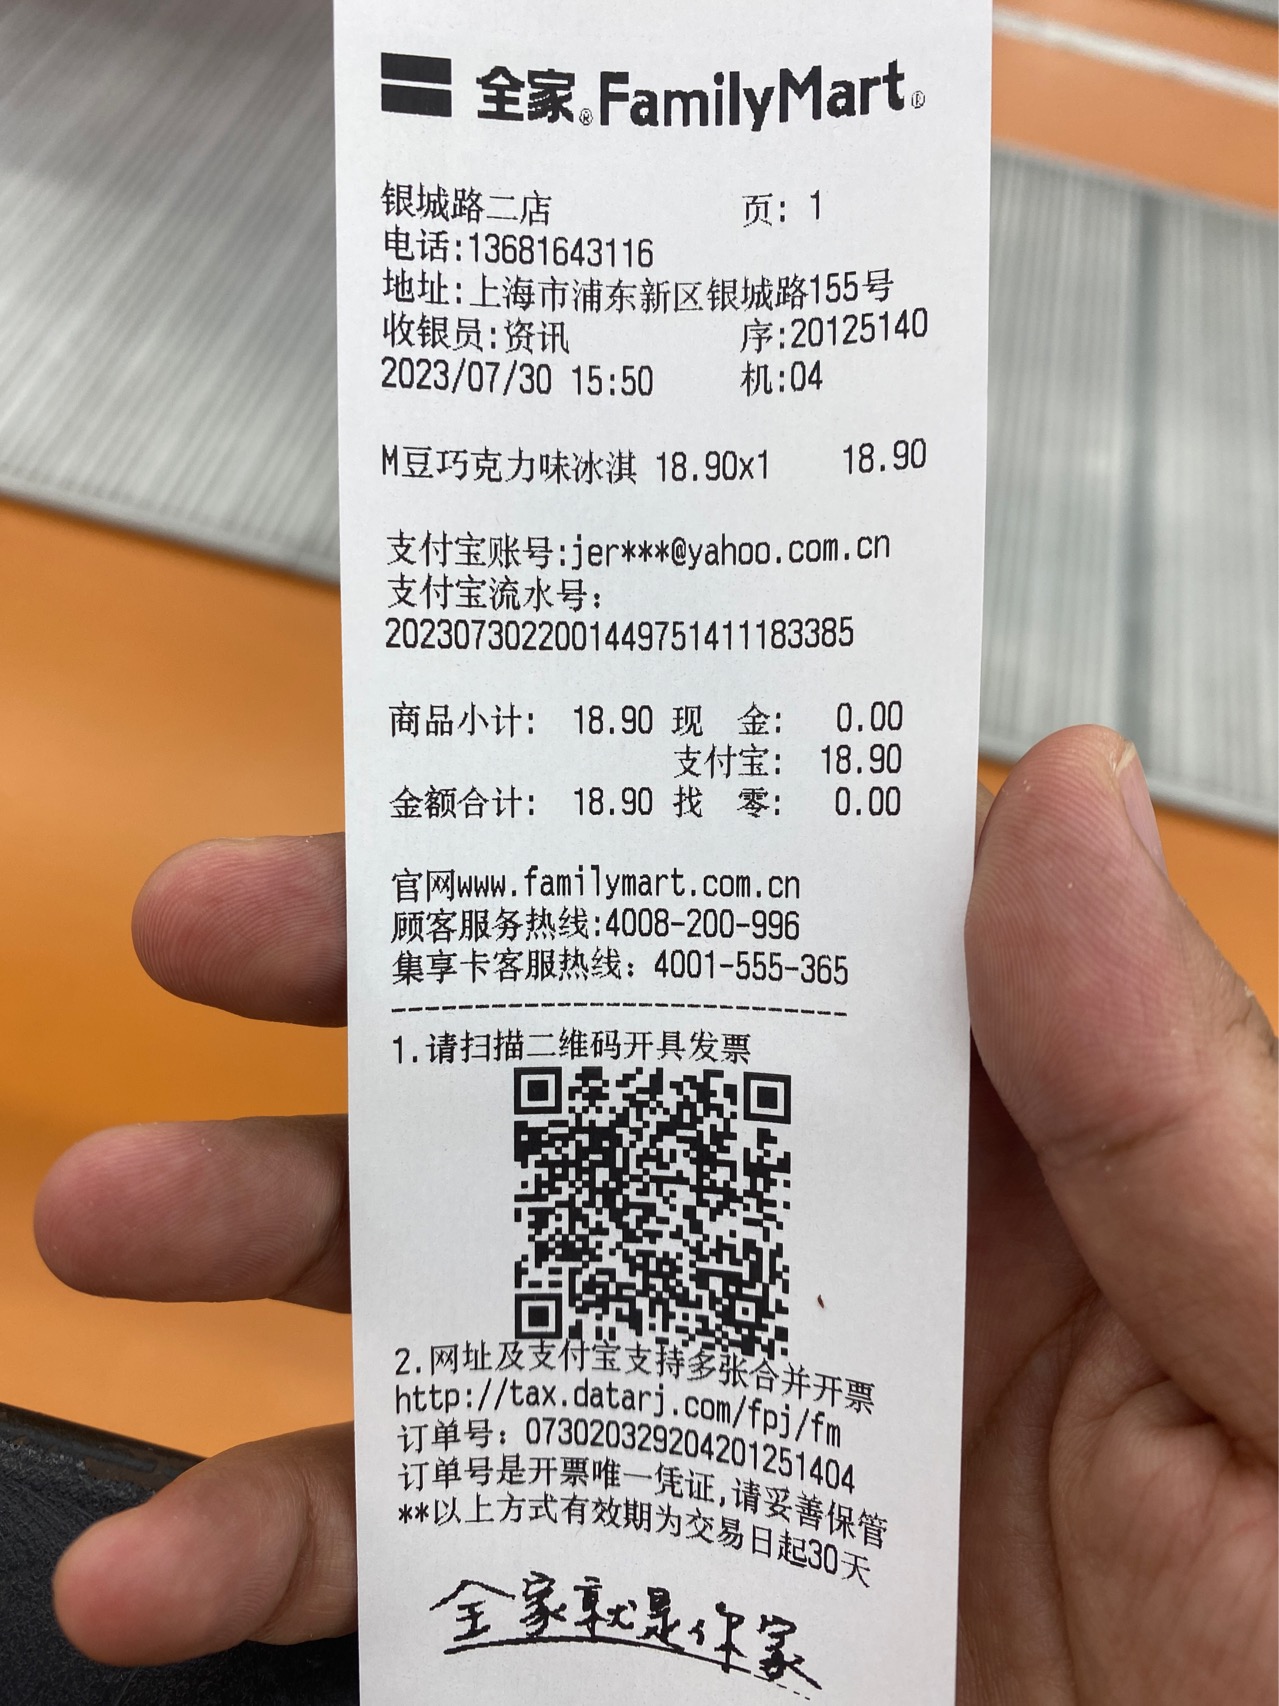 全家®FamilyMart®
银城路二店 页: 1
电话:13681643116
地址:上海市浦东新区银城路155号
收银员:资讯 序:20125140
2023/07/30 15:50 机:04
M豆巧克力味冰淇 18.90x1 18.90
支付宝账号:jer***@yahoo.com.cn
支付宝流水号:
2023073022001449751411183385
商品小计: 18.90 现 金: 0.00
支付宝: 18.90
金额合计: 18.90 找 零: 0.00
官网www.familymart.com.cn
顾客服务热线:4008-200-996
集享卡客服热线: 4001-555-365
------------------------------
1.请扫描二维码开具发票
2.网址及支付宝支持多张合并开票
http://tax.datarj.com/fpj/fm
订单号: 07302032920420125​1404
订单号是开票唯一凭证,请妥善保管
**以上方式有效期为交易日起30天
全家就是你家